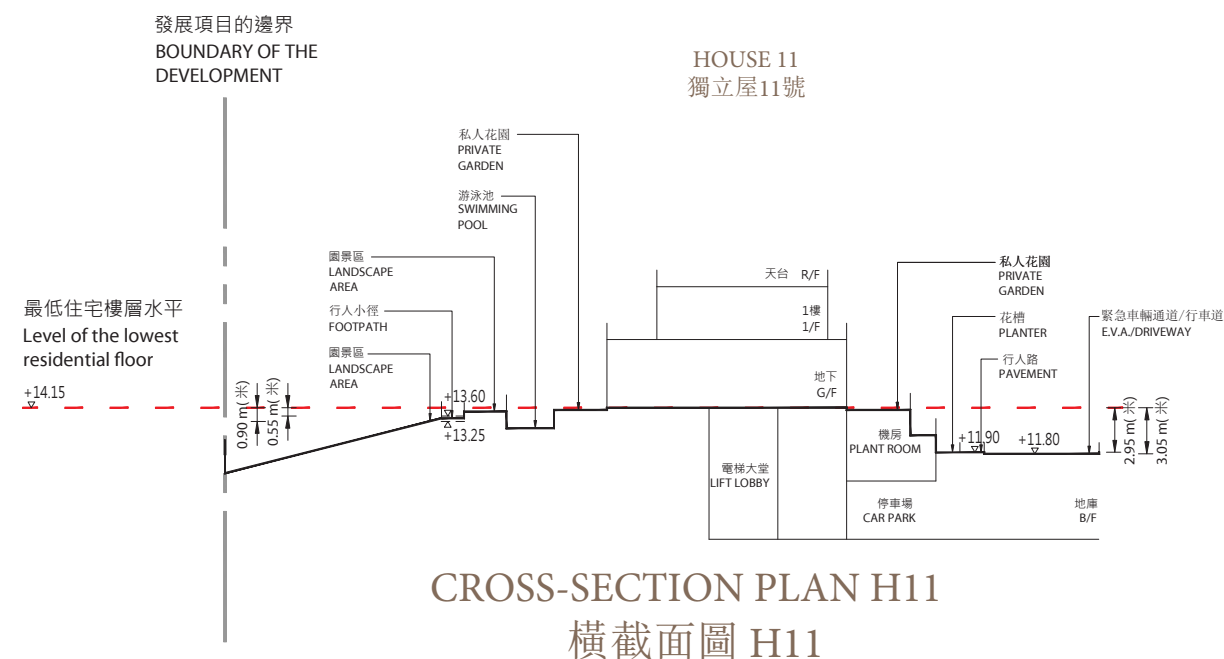 發展項目的邊界
BOUNDARY OF THE
DEVELOPMENT
HOUSE 11
獨立屋11號
私人花園
PRIVATE
GARDEN
游泳池
SWIMMING
POOL
園景區
LANDSCAPE
AREA
行人小徑
FOOTPATH
園景區
LANDSCAPE
AREA
最低住宅樓層水平
Level of the lowest
residential floor
+14.15
0.90 m(米)
0.55 m(米)
+13.60
+13.25
天台 R/F
1樓
1/F
地下
G/F
私人花園
PRIVATE
GARDEN
花槽
PLANTER
行人路
PAVEMENT
緊急車輛通道/行車道
E.V.A./DRIVEWAY
+11.90
+11.80
2.95 m(米)
3.05 m(米)
機房
PLANT ROOM
電梯大堂
LIFT LOBBY
停車場
CAR PARK
地庫
B/F
CROSS-SECTION PLAN H11
橫截面圖 H11